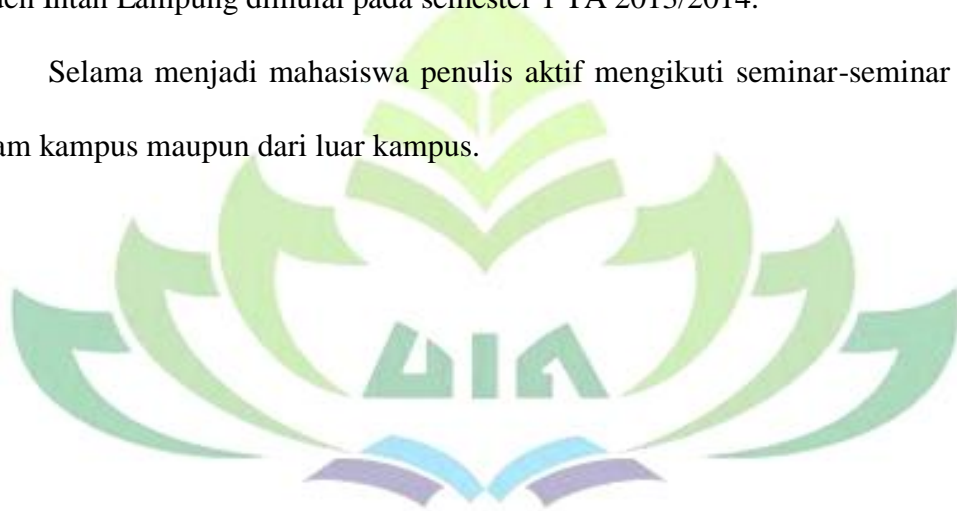 Intan Lampung dimulai pada semester 1 TA 2013/2014.
Selama menjadi mahasiswa penulis aktif mengikuti seminar-seminar
kampus maupun dari luar kampus.
UIN